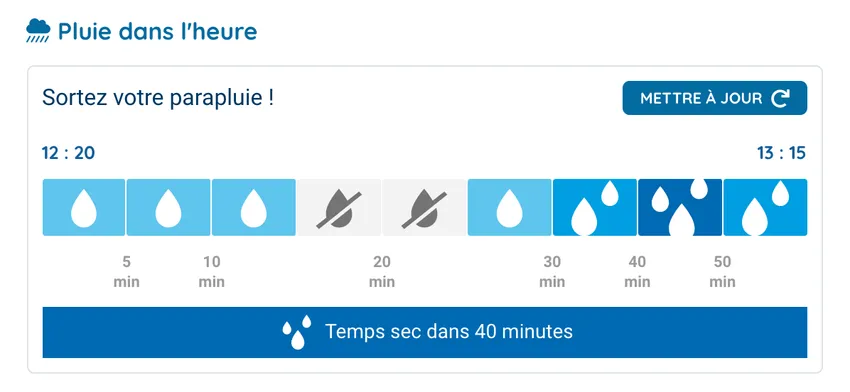 Pluie dans l'heure
Sortez votre parapluie !
METTRE À JOUR
12 : 20
13 : 15
5 min
10 min
20 min
30 min
40 min
50 min
Temps sec dans 40 minutes